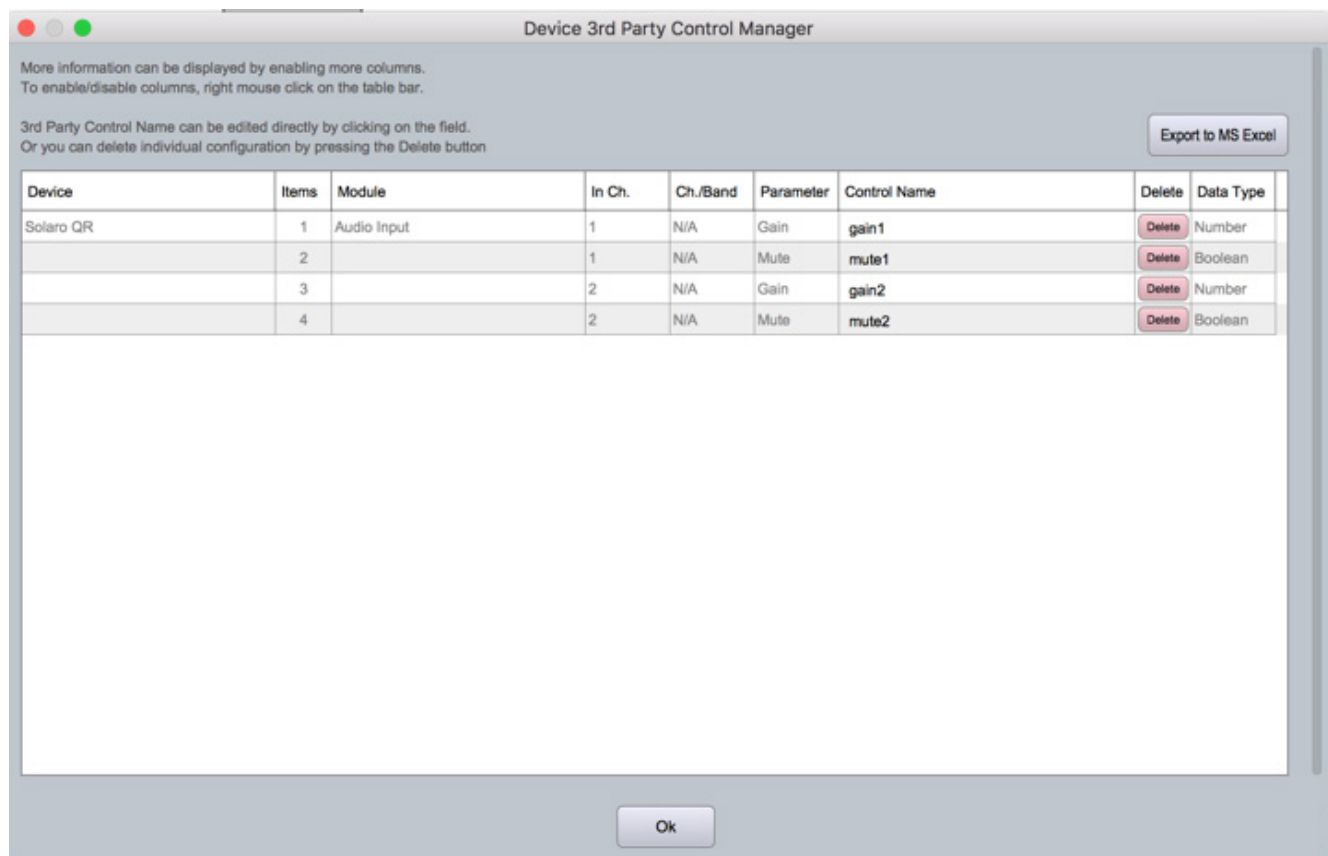 Device 3rd Party Control Manager
More information can be displayed by enabling more columns.
To enable/disable columns, right mouse click on the table bar.
3rd Party Control Name can be edited directly by clicking on the field.
Or you can delete individual configuration by pressing the Delete button
Export to MS Excel
Device Items Module In Ch. Ch./Band Parameter Control Name Delete Data Type
Solaro QR 1 Audio Input 1 N/A Gain gain1 Delete Number
2 1 N/A Mute mute1 Delete Boolean
3 2 N/A Gain gain2 Delete Number
4 2 N/A Mute mute2 Delete Boolean
Ok